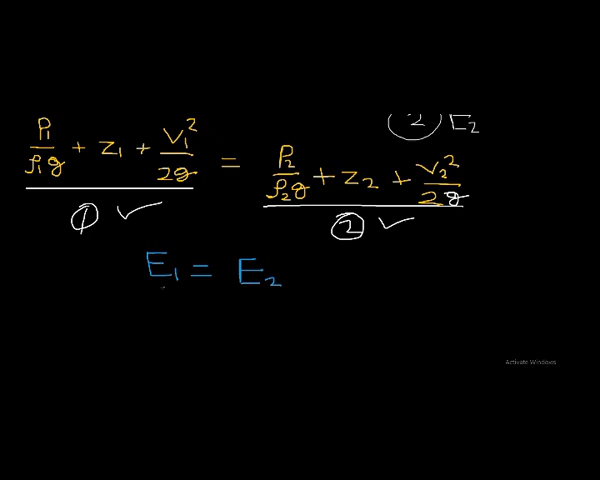 ② E₂
P₁/ρ₁g + z₁ + V₁²/2g = P₂/ρ₂g + z₂ + V₂²/2g
① ✓ ② ✓
E₁ = E₂
Activate Windows